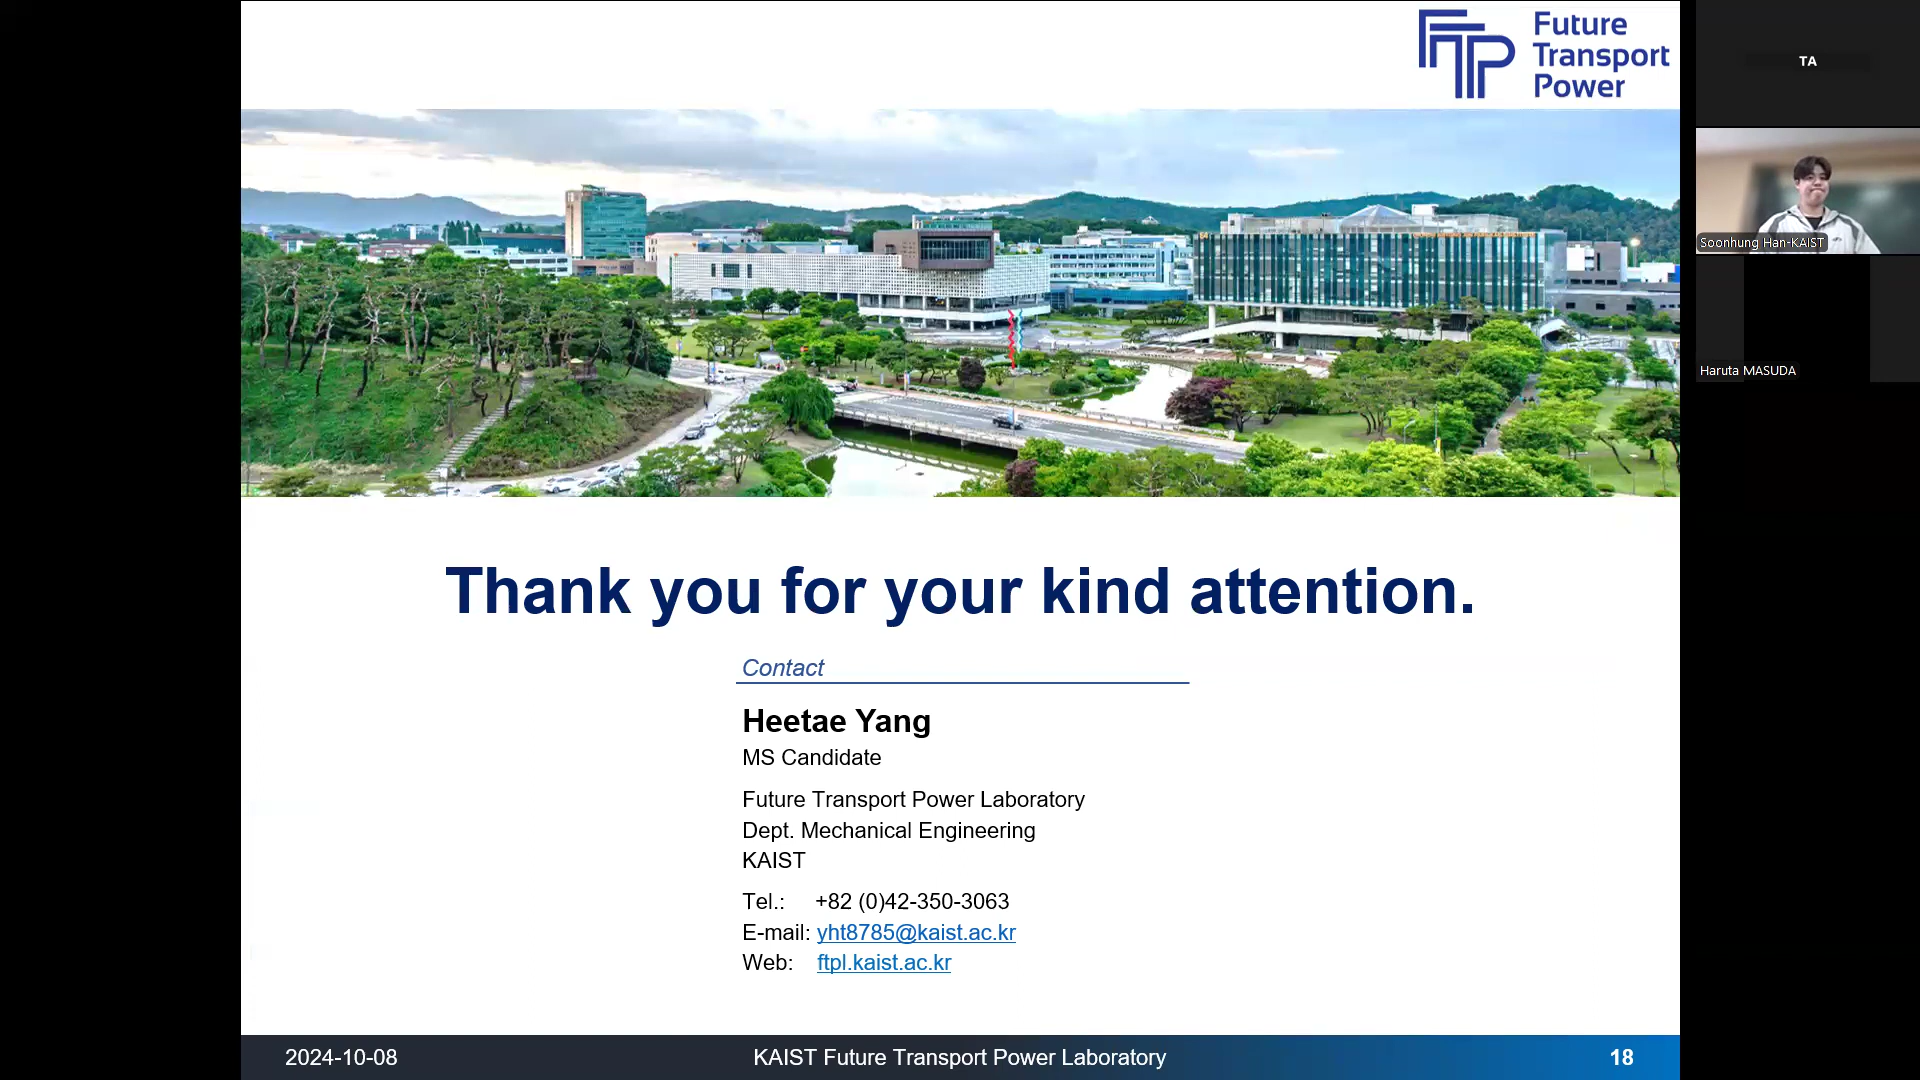 Future
Transport
Power
TA
Soonhung Han-KAIST
Haruta MASUDA
Thank you for your kind attention.
Contact
Heetae Yang
MS Candidate
Future Transport Power Laboratory
Dept. Mechanical Engineering
KAIST
Tel.: +82 (0)42-350-3063
E-mail: yht8785@kaist.ac.kr
Web: ftpl.kaist.ac.kr
2024-10-08
KAIST Future Transport Power Laboratory
18